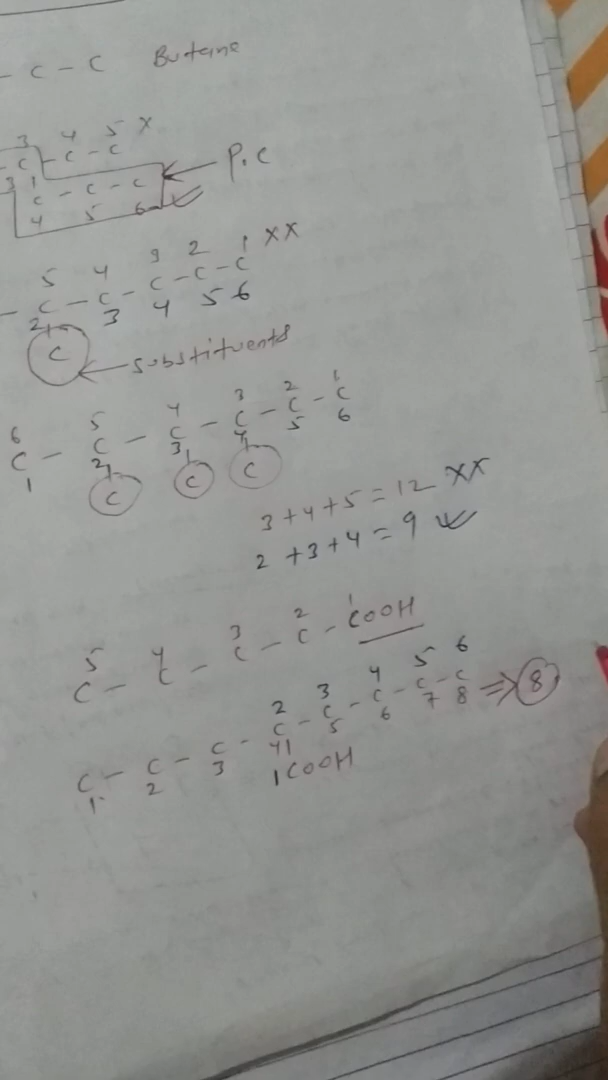 - C - C Butane
3 4 5 X
- C - C - C
3 1 C - C - C ← P.C
4 5 6
5 4 3 2 1 XX
- C - C - C - C - C
2 3 4 5 6
C ← substituents
6 5 4 3 2 1
C - C - C - C - C - C
1 2 3 4 5 6
C C C
3 + 4 + 5 = 12 XX
2 + 3 + 4 = 9
5 4 3 2 1
C - C - C - C - COOH
2 3 4 5 6
C - C - C - C - C - C - C - C ⇒ 8
1 2 3 4 5 6 7 8
1 COOH